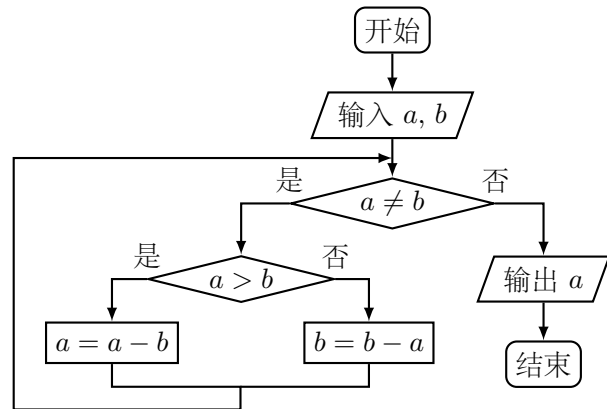 开始
输入 a, b
是
否
a ≠ b
是
否
a > b
输出 a
a = a − b
b = b − a
结束